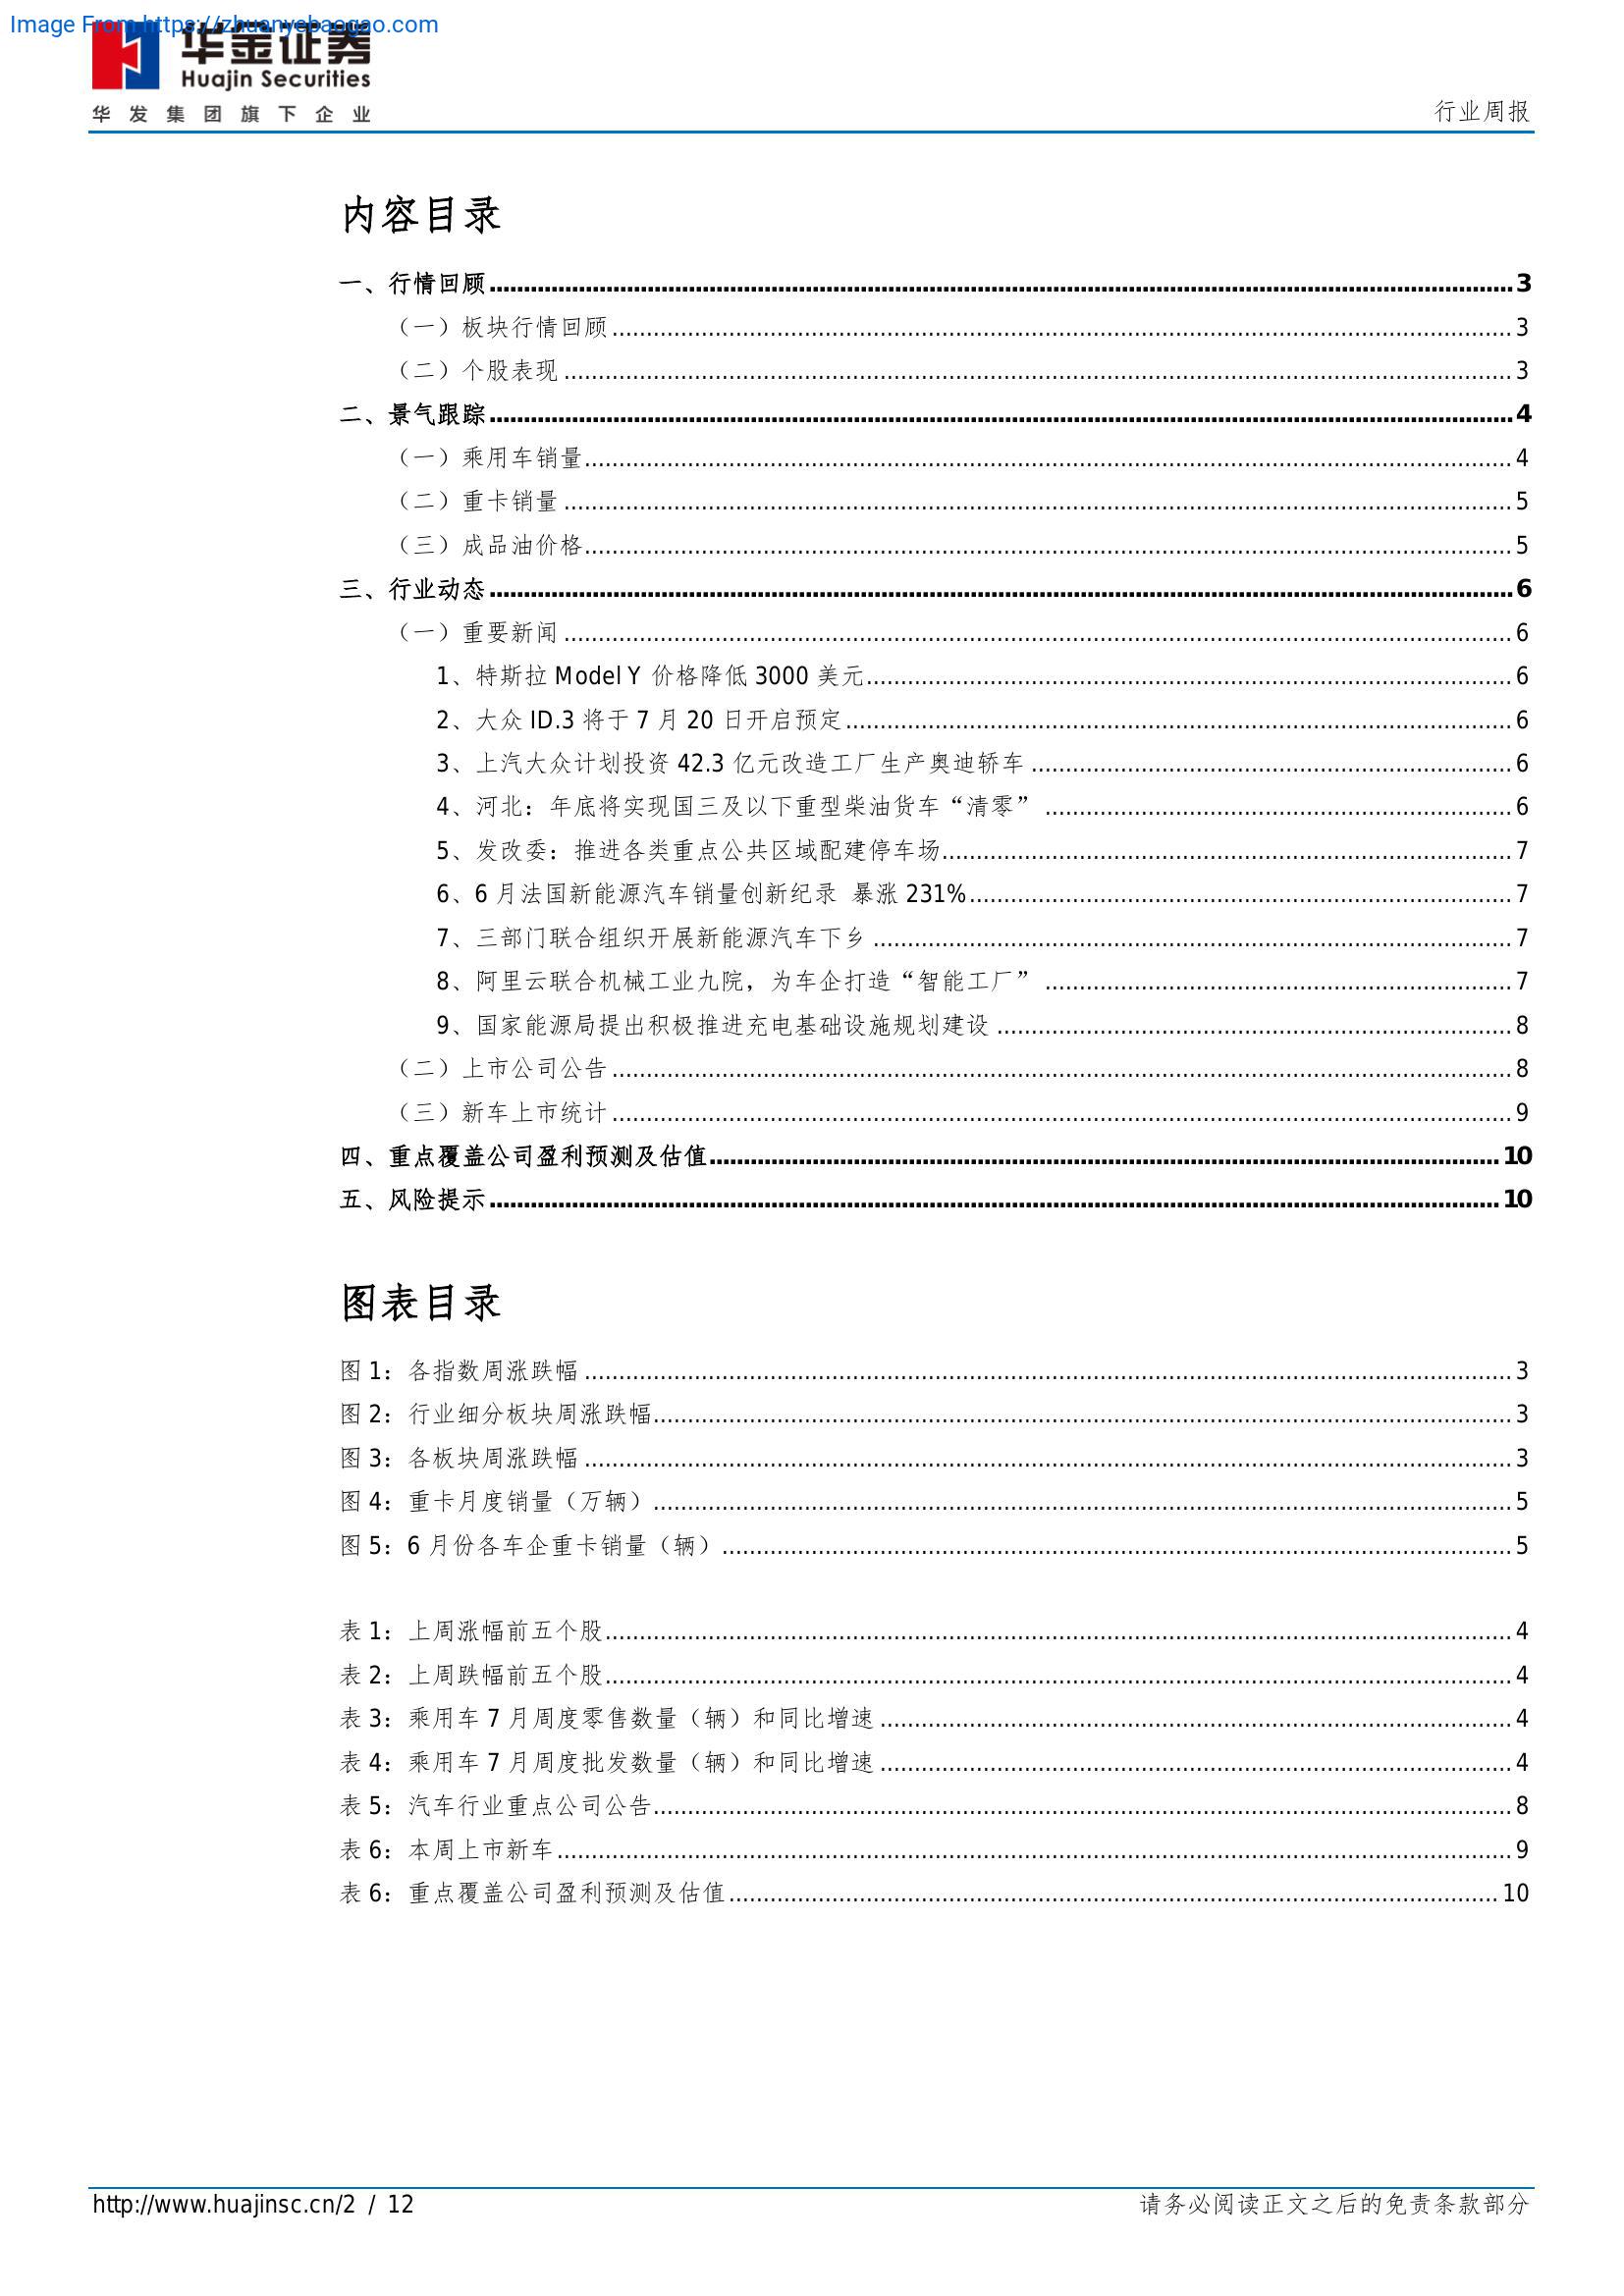 Image From https://zhuanyebaogao.com
华金证券
Huajin Securities
华发集团旗下企业
行业周报
内容目录
一、行情回顾 3
（一）板块行情回顾 3
（二）个股表现 3
二、景气跟踪 4
（一）乘用车销量 4
（二）重卡销量 5
（三）成品油价格 5
三、行业动态 6
（一）重要新闻 6
1、特斯拉 Model Y 价格降低 3000 美元 6
2、大众 ID.3 将于 7 月 20 日开启预定 6
3、上汽大众计划投资 42.3 亿元改造工厂生产奥迪轿车 6
4、河北：年底将实现国三及以下重型柴油货车“清零” 6
5、发改委：推进各类重点公共区域配建停车场 7
6、6 月法国新能源汽车销量创新纪录 暴涨 231% 7
7、三部门联合组织开展新能源汽车下乡 7
8、阿里云联合机械工业九院，为车企打造“智能工厂” 7
9、国家能源局提出积极推进充电基础设施规划建设 8
（二）上市公司公告 8
（三）新车上市统计 9
四、重点覆盖公司盈利预测及估值 10
五、风险提示 10
图表目录
图 1：各指数周涨跌幅 3
图 2：行业细分板块周涨跌幅 3
图 3：各板块周涨跌幅 3
图 4：重卡月度销量（万辆） 5
图 5：6 月份各车企重卡销量（辆） 5
表 1：上周涨幅前五个股 4
表 2：上周跌幅前五个股 4
表 3：乘用车 7 月周度零售数量（辆）和同比增速 4
表 4：乘用车 7 月周度批发数量（辆）和同比增速 4
表 5：汽车行业重点公司公告 8
表 6：本周上市新车 9
表 6：重点覆盖公司盈利预测及估值 10
http://www.huajinsc.cn/2 / 12
请务必阅读正文之后的免责条款部分